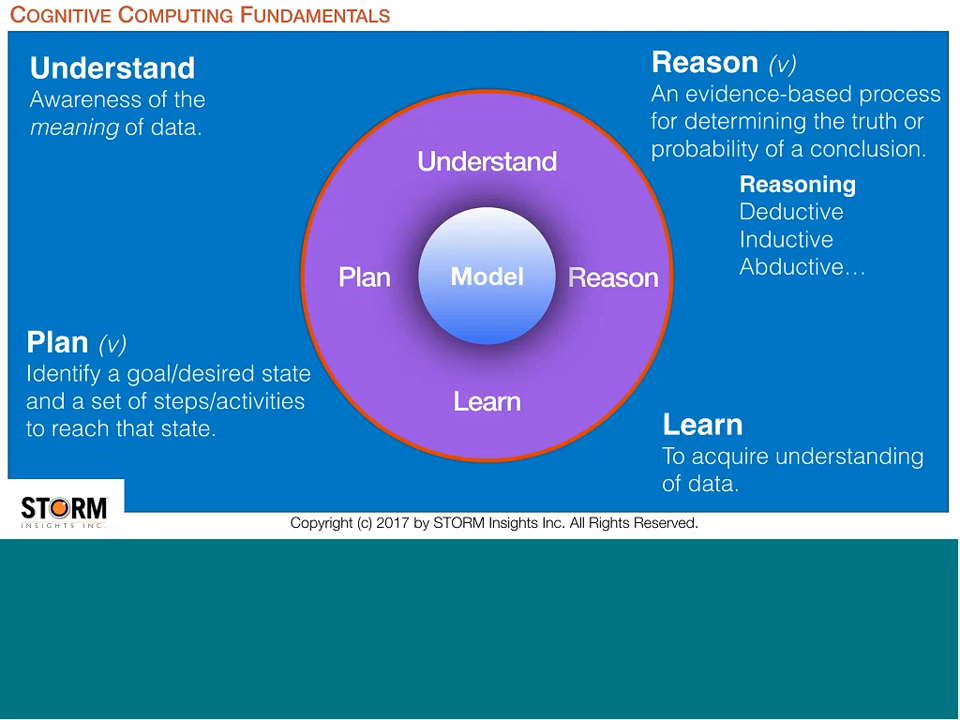 COGNITIVE COMPUTING FUNDAMENTALS
Understand
Awareness of the
meaning of data.
Reason (v)
An evidence-based process
for determining the truth or
probability of a conclusion.
Reasoning
Deductive
Inductive
Abductive…
Understand
Plan
Model
Reason
Learn
Plan (v)
Identify a goal/desired state
and a set of steps/activities
to reach that state.
Learn
To acquire understanding
of data.
STORM
INSIGHTS INC.
Copyright (c) 2017 by STORM Insights Inc. All Rights Reserved.